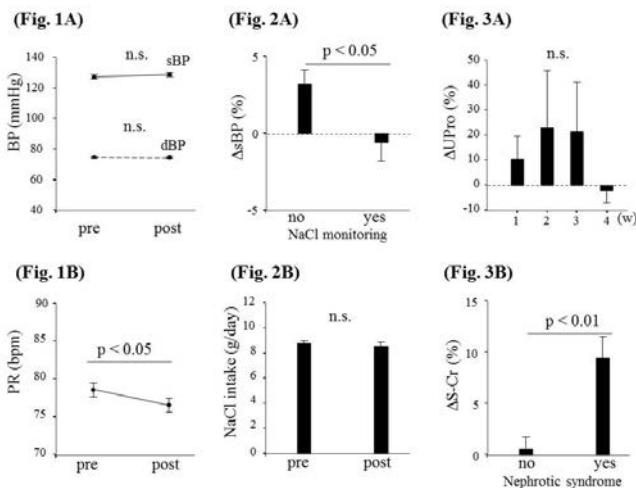 (Fig. 1A)
BP (mmHg)
140
120
100
80
60
40
n.s.
sBP
n.s.
dBP
pre post
(Fig. 2A)
ΔsBP (%)
5
0
-5
p < 0.05
no yes
NaCl monitoring
(Fig. 3A)
ΔUPro (%)
50
40
30
20
10
0
-10
n.s.
1 2 3 4 (w)
(Fig. 1B)
PR (bpm)
90
85
80
75
70
p < 0.05
pre post
(Fig. 2B)
NaCl intake (g/day)
14
12
10
8
6
4
2
0
n.s.
pre post
(Fig. 3B)
ΔS-Cr (%)
15
10
5
0
p < 0.01
no yes
Nephrotic syndrome